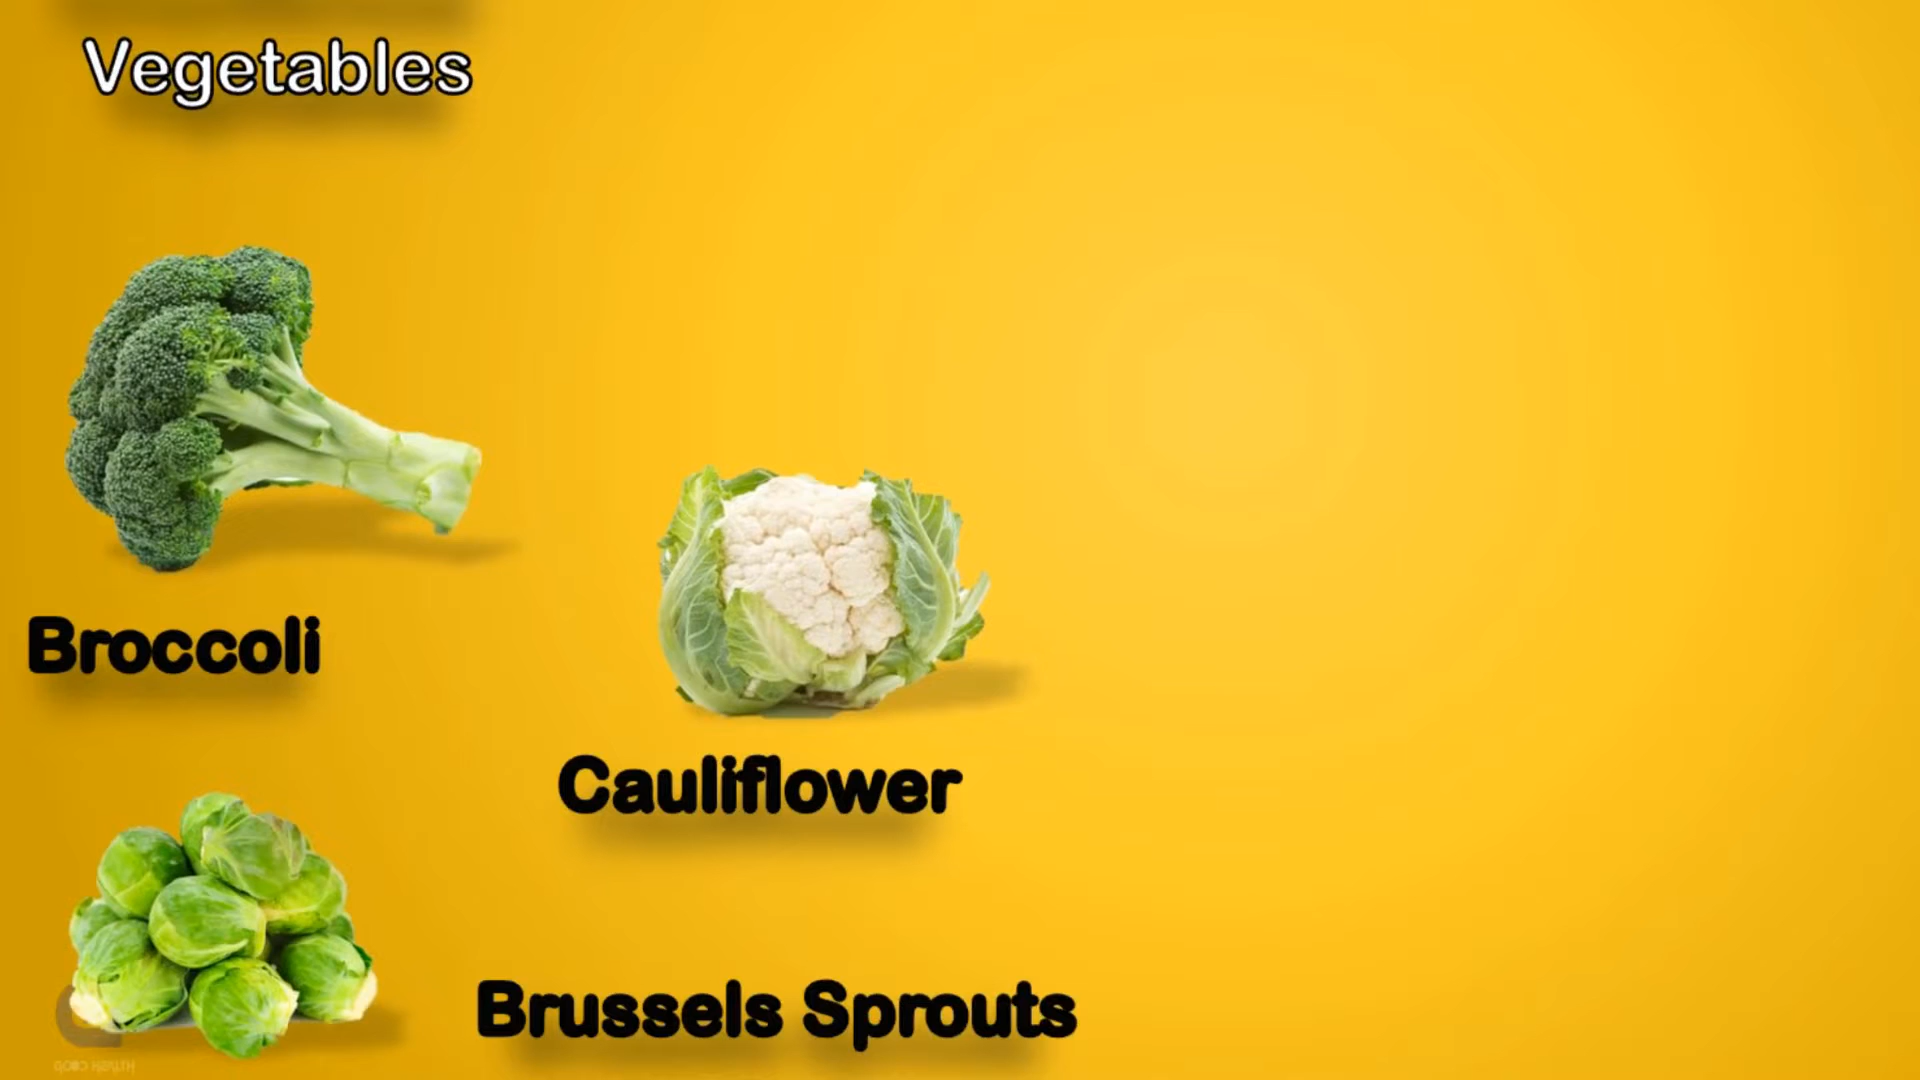 Vegetables
Broccoli
Cauliflower
Brussels Sprouts